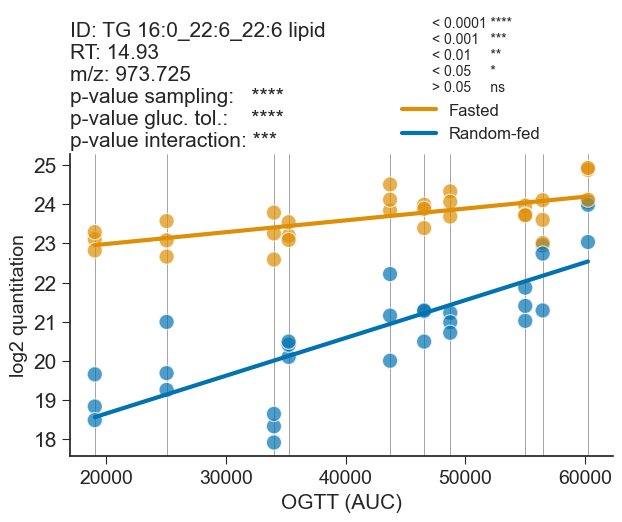 ID: TG 16:0_22:6_22:6 lipid
RT: 14.93
m/z: 973.725
p-value sampling: ****
p-value gluc. tol.: ****
p-value interaction: ***
< 0.0001 ****
< 0.001 ***
< 0.01 **
< 0.05 *
> 0.05 ns
Fasted
Random-fed
25
24
23
22
21
20
19
18
log2 quantitation
20000 30000 40000 50000 60000
OGTT (AUC)